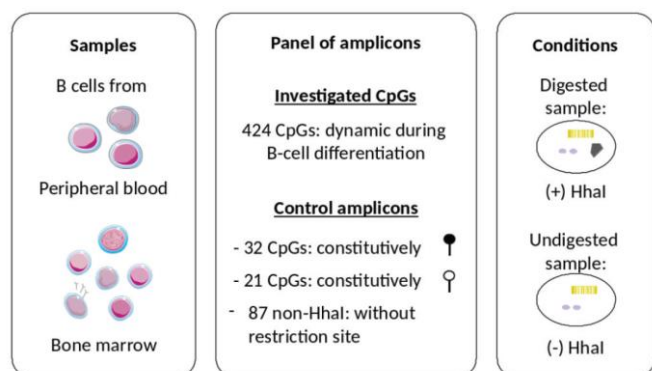 Samples
B cells from
Peripheral blood
Bone marrow
Panel of amplicons
Investigated CpGs
424 CpGs: dynamic during
B-cell differentiation
Control amplicons
- 32 CpGs: constitutively
- 21 CpGs: constitutively
- 87 non-HhaI: without
restriction site
Conditions
Digested
sample:
(+) HhaI
Undigested
sample:
(-) HhaI